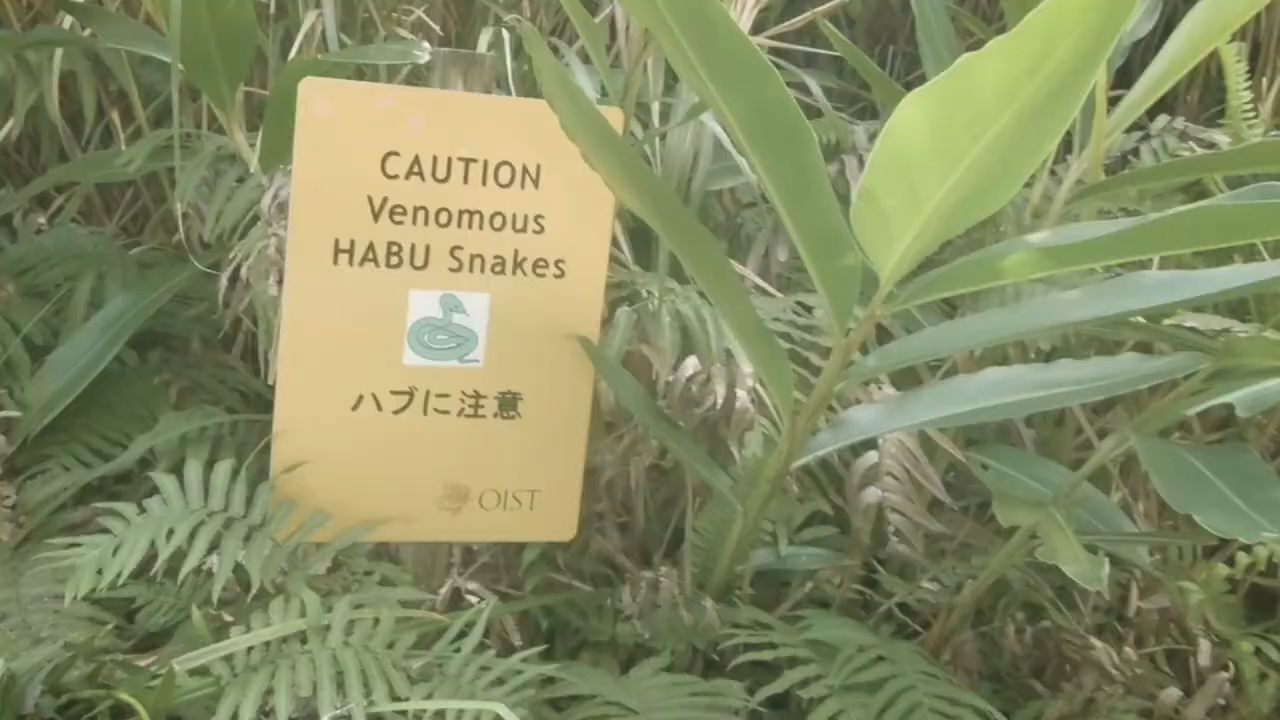 CAUTION
Venomous
HABU Snakes
ハブに注意
OIST